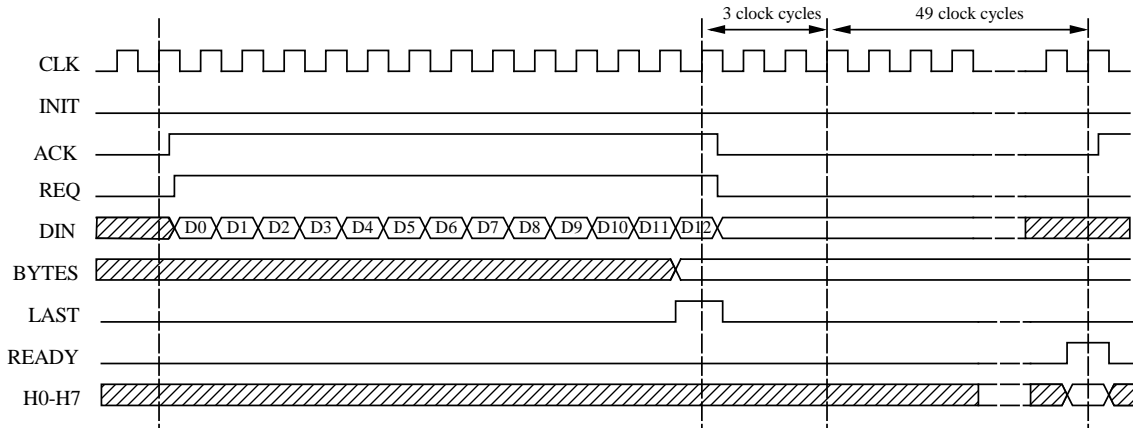 3 clock cycles
49 clock cycles
CLK
INIT
ACK
REQ
DIN D0 D1 D2 D3 D4 D5 D6 D7 D8 D9 D10 D11 D12
BYTES
LAST
READY
H0-H7